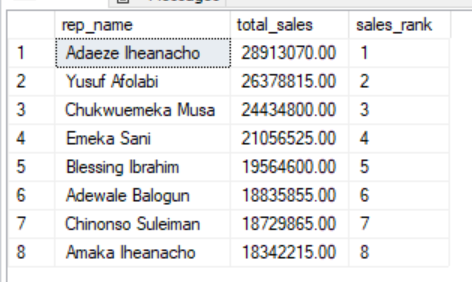 rep_name total_sales sales_rank
1 Adaeze Iheanacho 28913070.00 1
2 Yusuf Afolabi 26378815.00 2
3 Chukwuemeka Musa 24434800.00 3
4 Emeka Sani 21056525.00 4
5 Blessing Ibrahim 19564600.00 5
6 Adewale Balogun 18835855.00 6
7 Chinonso Suleiman 18729865.00 7
8 Amaka Iheanacho 18342215.00 8